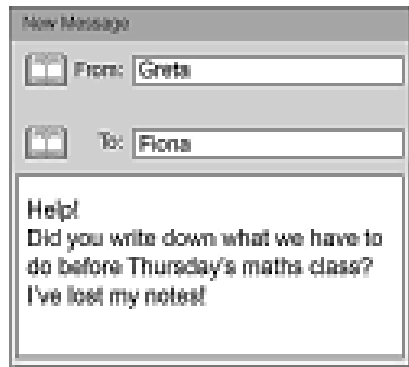 New Message
From: Greta
To: Fiona
Help!
Did you write down what we have to
do before Thursday's maths class?
I've lost my notes!